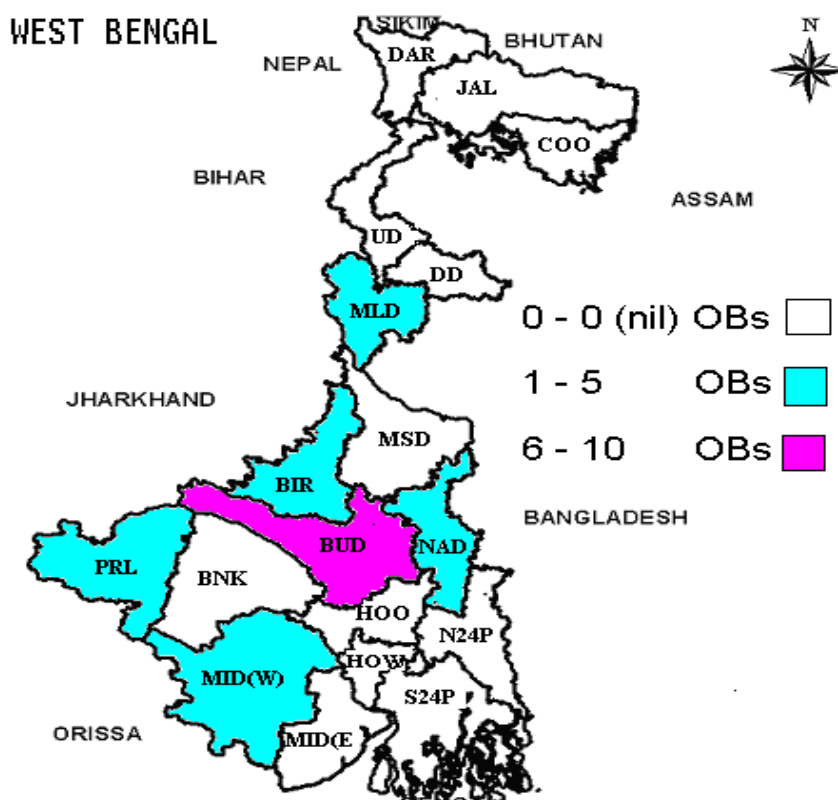 WEST BENGAL
SIKIM
N
DAR
BHUTAN
NEPAL
JAL
COO
BIHAR
ASSAM
UD
DD
MLD
0 - 0 (nil) OBs
1 - 5 OBs
6 - 10 OBs
JHARKHAND
MSD
BIR
BANGLADESH
BUD
NAD
PRL
BNK
HOO
N24P
HOW
MID(W)
S24P
ORISSA
MID(E